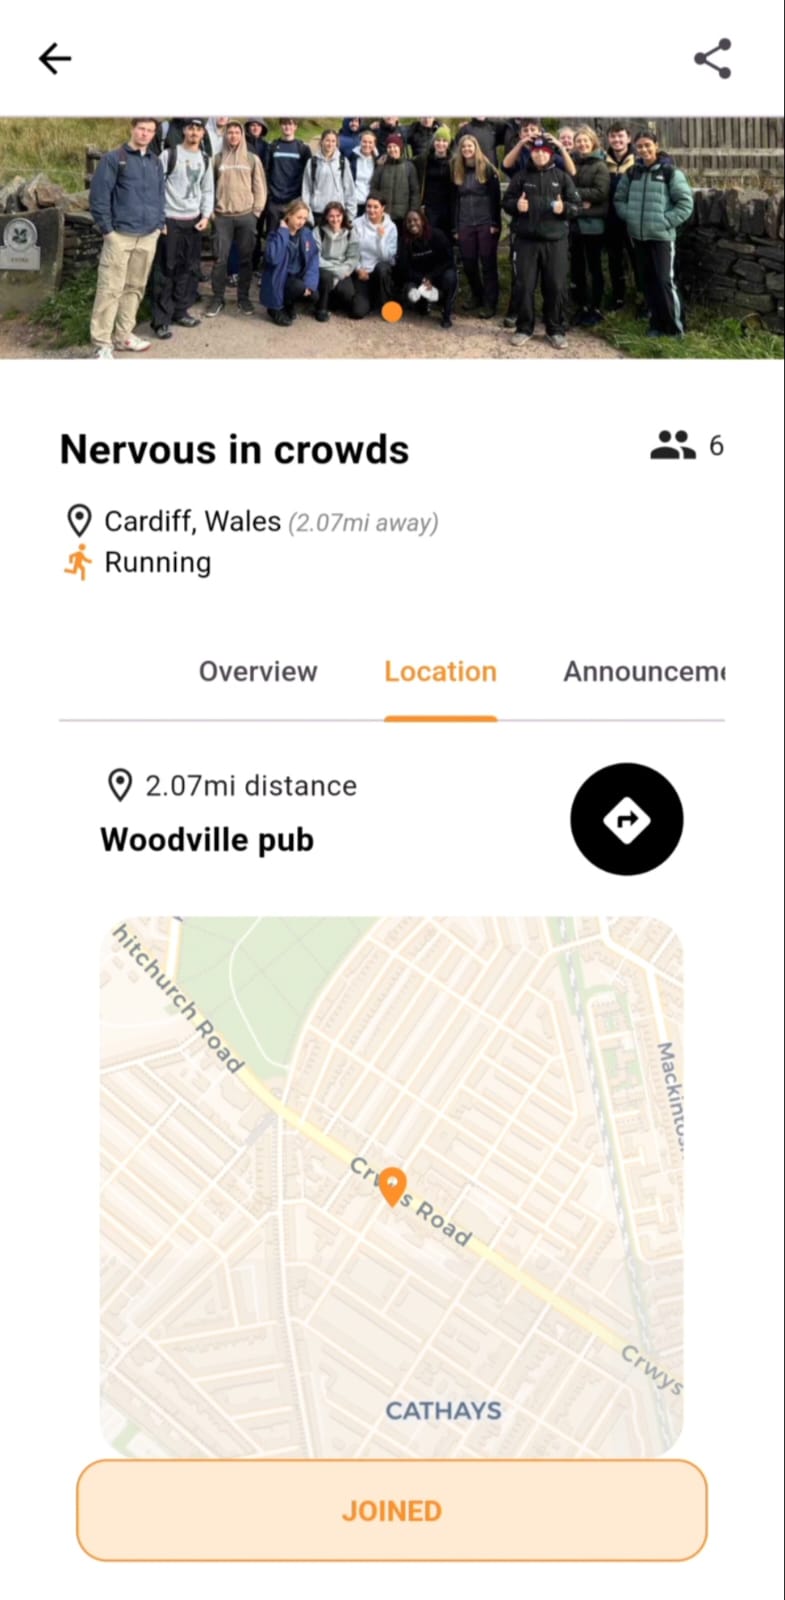 Nervous in crowds
6
Cardiff, Wales (2.07mi away)
Running
Overview
Location
Announceme
2.07mi distance
Woodville pub
hitchurch Road
Mackintos
Crwys Road
Crwys
CATHAYS
JOINED